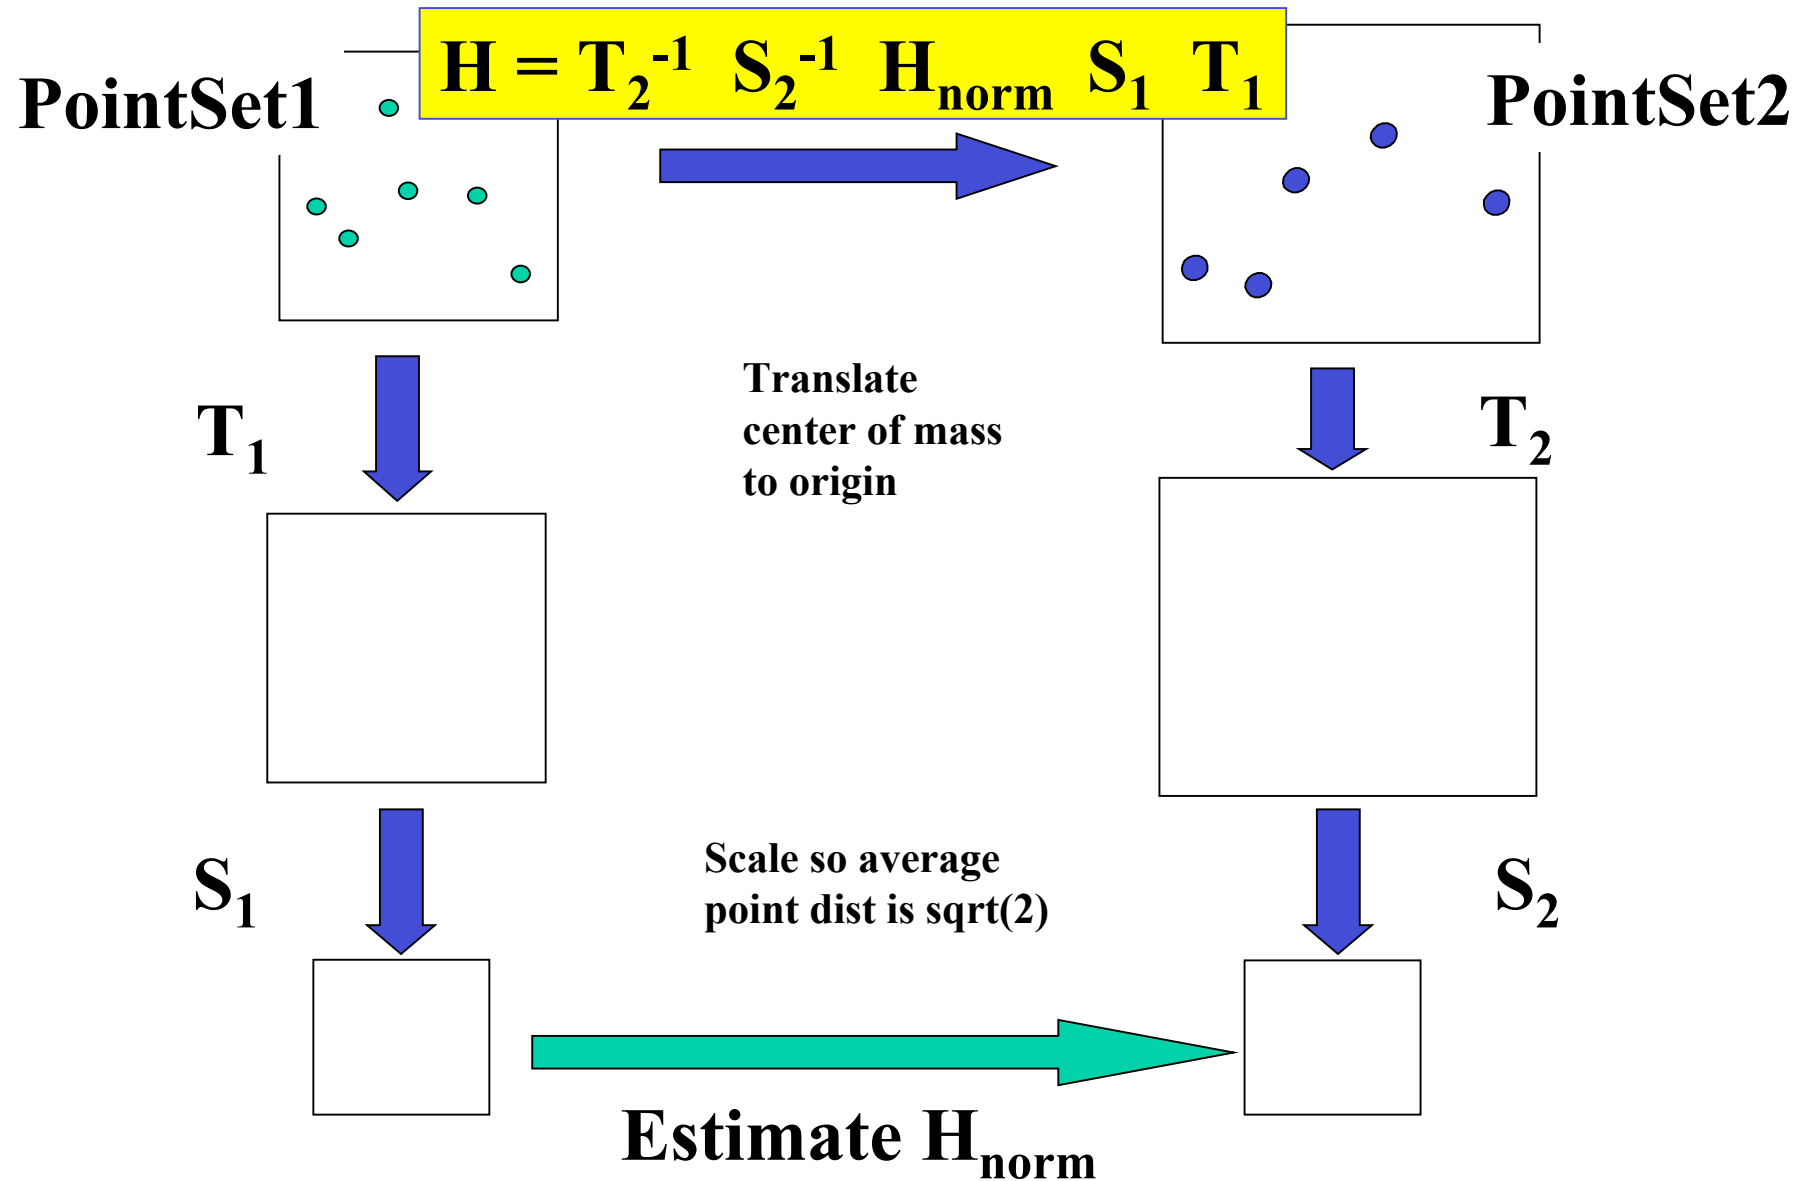 H = T₂⁻¹ S₂⁻¹ Hₙₒᵣₘ S₁ T₁
PointSet1
PointSet2
T₁
Translate
center of mass
to origin
T₂
S₁
Scale so average
point dist is sqrt(2)
S₂
Estimate Hₙₒᵣₘ